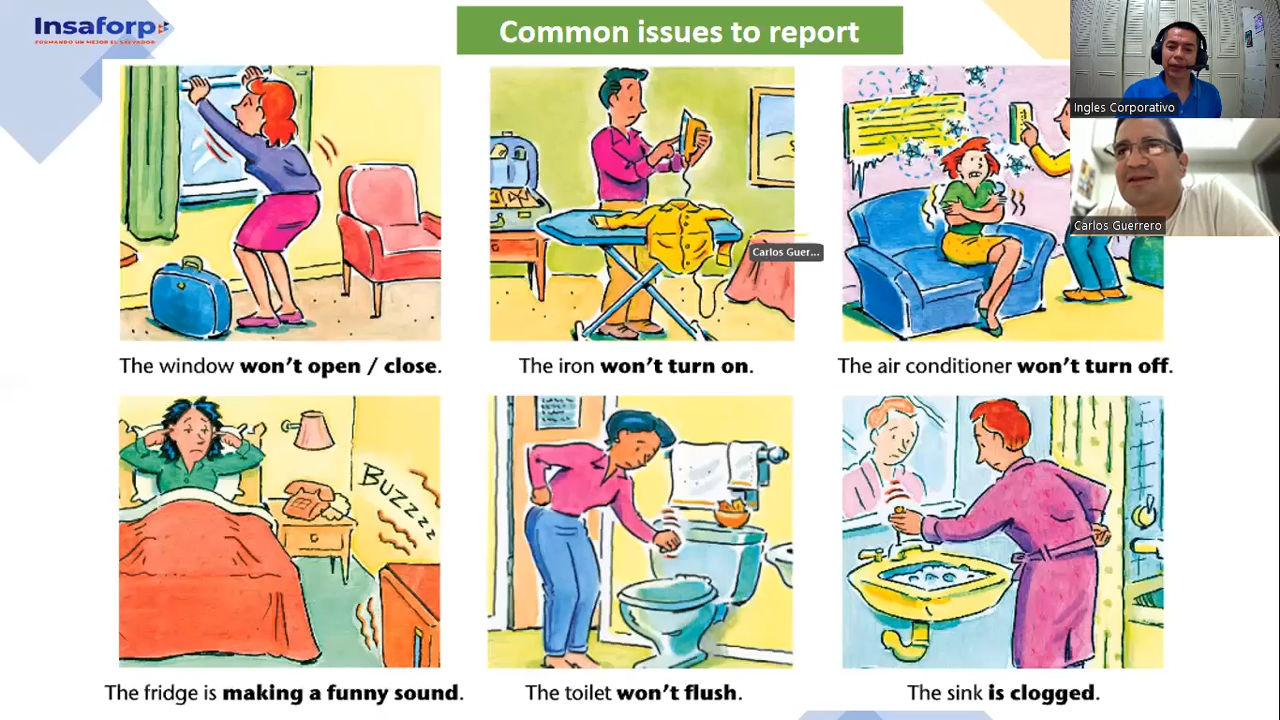 Insaforp
FORMANDO UN MEJOR EL SALVADOR
Common issues to report
Ingles Corporativo
Carlos Guerrero
Carlos Guer...
The window won't open / close.
The iron won't turn on.
The air conditioner won't turn off.
BUZZZZ
The fridge is making a funny sound.
The toilet won't flush.
The sink is clogged.